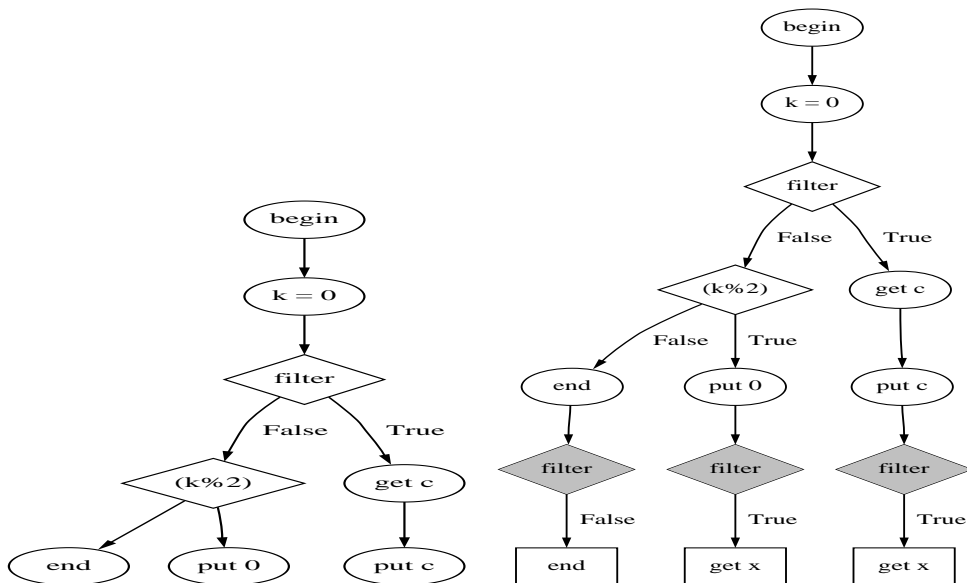 begin
k = 0
filter
False
True
(k%2)
get c
end
put 0
put c
begin
k = 0
filter
False
True
(k%2)
get c
False
True
end
put 0
put c
filter
filter
filter
False
True
True
end
get x
get x